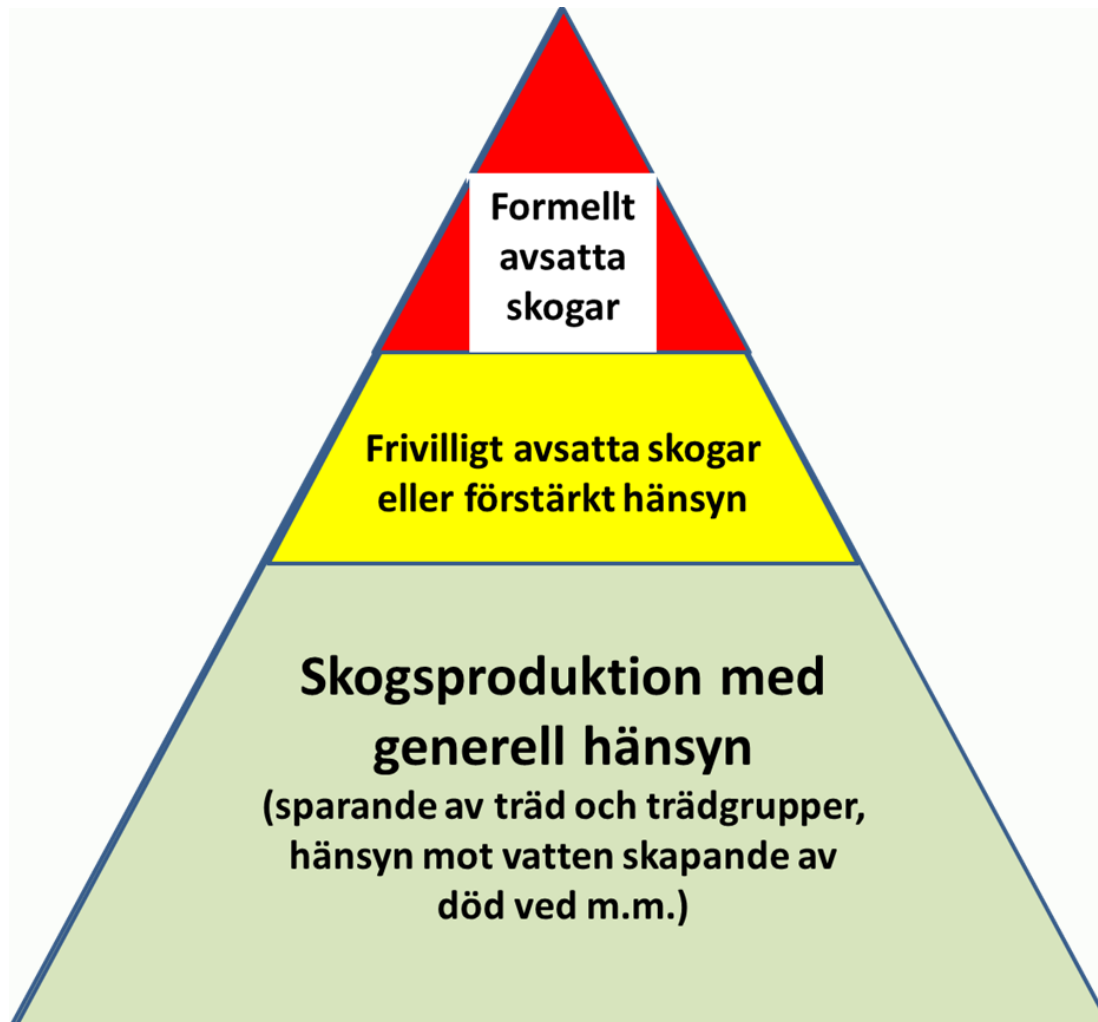 Formellt
avsatta
skogar
Frivilligt avsatta skogar
eller förstärkt hänsyn
Skogsproduktion med
generell hänsyn
(sparande av träd och trädgrupper,
hänsyn mot vatten skapande av
död ved m.m.)